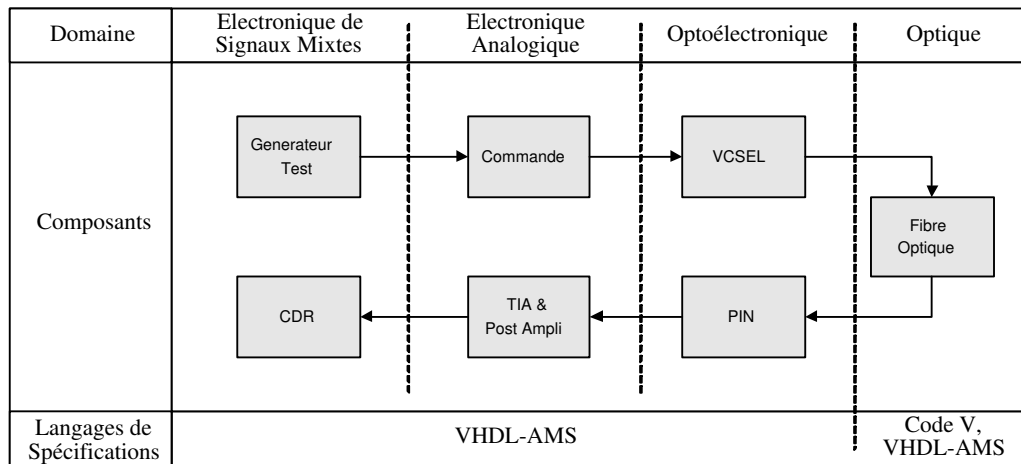 Domaine
Electronique de
Signaux Mixtes
Electronique
Analogique
Optoélectronique
Optique
Composants
Generateur
Test
Commande
VCSEL
Fibre
Optique
CDR
TIA &
Post Ampli
PIN
Langages de
Spécifications
VHDL-AMS
Code V,
VHDL-AMS